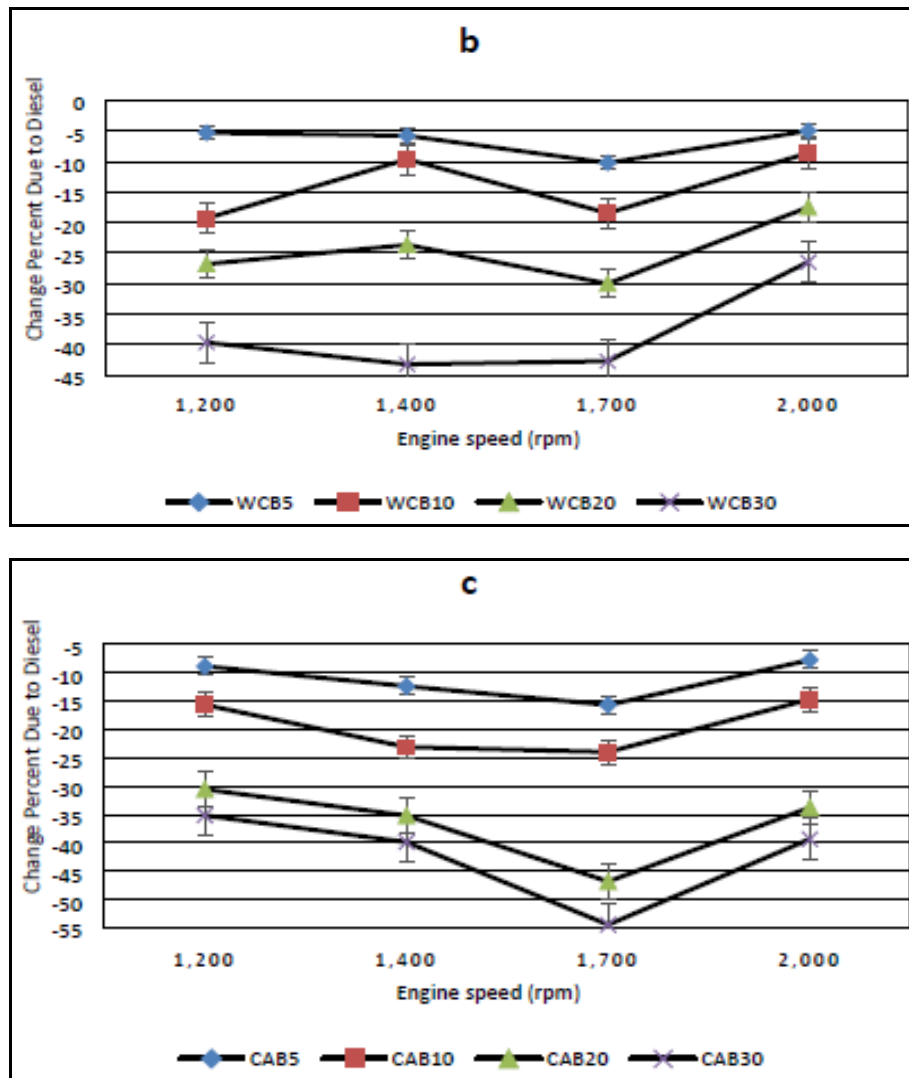 b
Change Percent Due to Diesel
0
-5
-10
-15
-20
-25
-30
-35
-40
-45
1,200 1,400 1,700 2,000
Engine speed (rpm)
WCB5 WCB10 WCB20 WCB30
c
Change Percent Due to Diesel
-5
-10
-15
-20
-25
-30
-35
-40
-45
-50
-55
1,200 1,400 1,700 2,000
Engine speed (rpm)
CAB5 CAB10 CAB20 CAB30